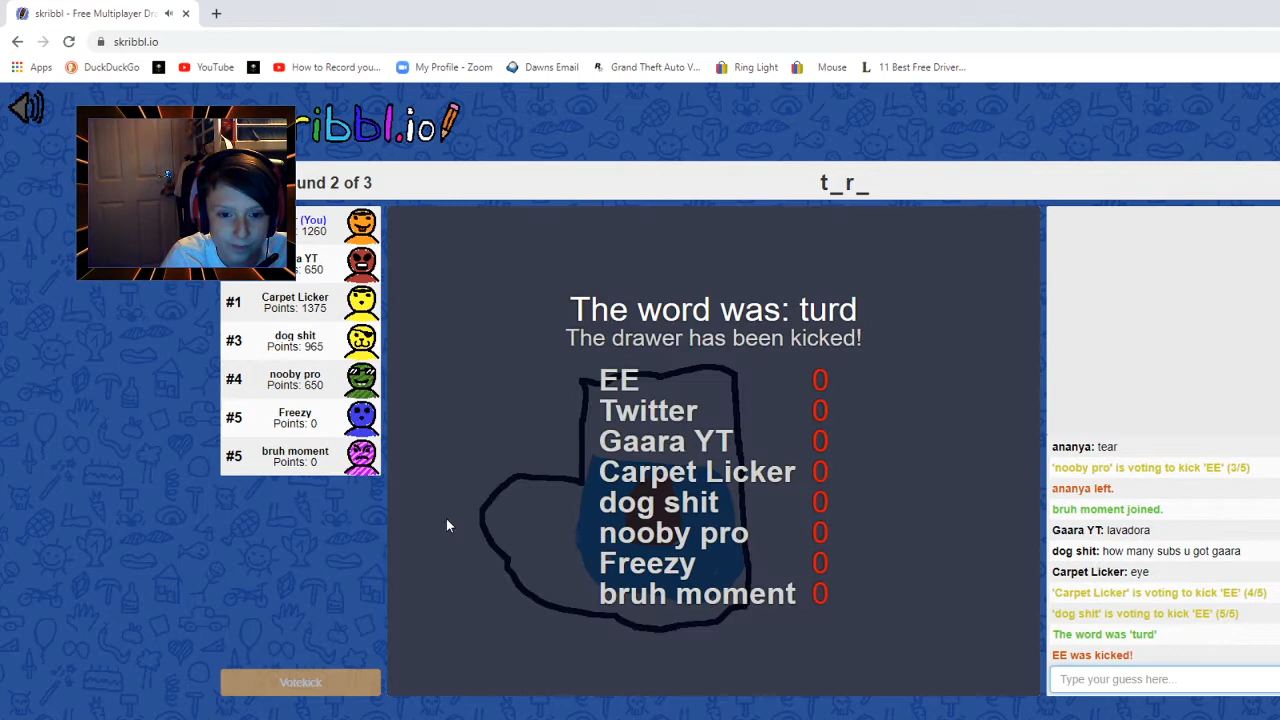 skribbl - Free Multiplayer Dra
skribbl.io
Apps DuckDuckGo YouTube How to Record you... My Profile - Zoom Dawns Email Grand Theft Auto V... Ring Light Mouse 11 Best Free Driver...
ribbl.io
und 2 of 3
t_r_
(You)
1260
a YT
: 650
#1 Carpet Licker
Points: 1375
#3 dog shit
Points: 965
#4 nooby pro
Points: 650
#5 Freezy
Points: 0
#5 bruh moment
Points: 0
Votekick
The word was: turd
The drawer has been kicked!
EE 0
Twitter 0
Gaara YT 0
Carpet Licker 0
dog shit 0
nooby pro 0
Freezy 0
bruh moment 0
ananya: tear
'nooby pro' is voting to kick 'EE' (3/5)
ananya left.
bruh moment joined.
Gaara YT: lavadora
dog shit: how many subs u got gaara
Carpet Licker: eye
'Carpet Licker' is voting to kick 'EE' (4/5)
'dog shit' is voting to kick 'EE' (5/5)
The word was 'turd'
EE was kicked!
Type your guess here...